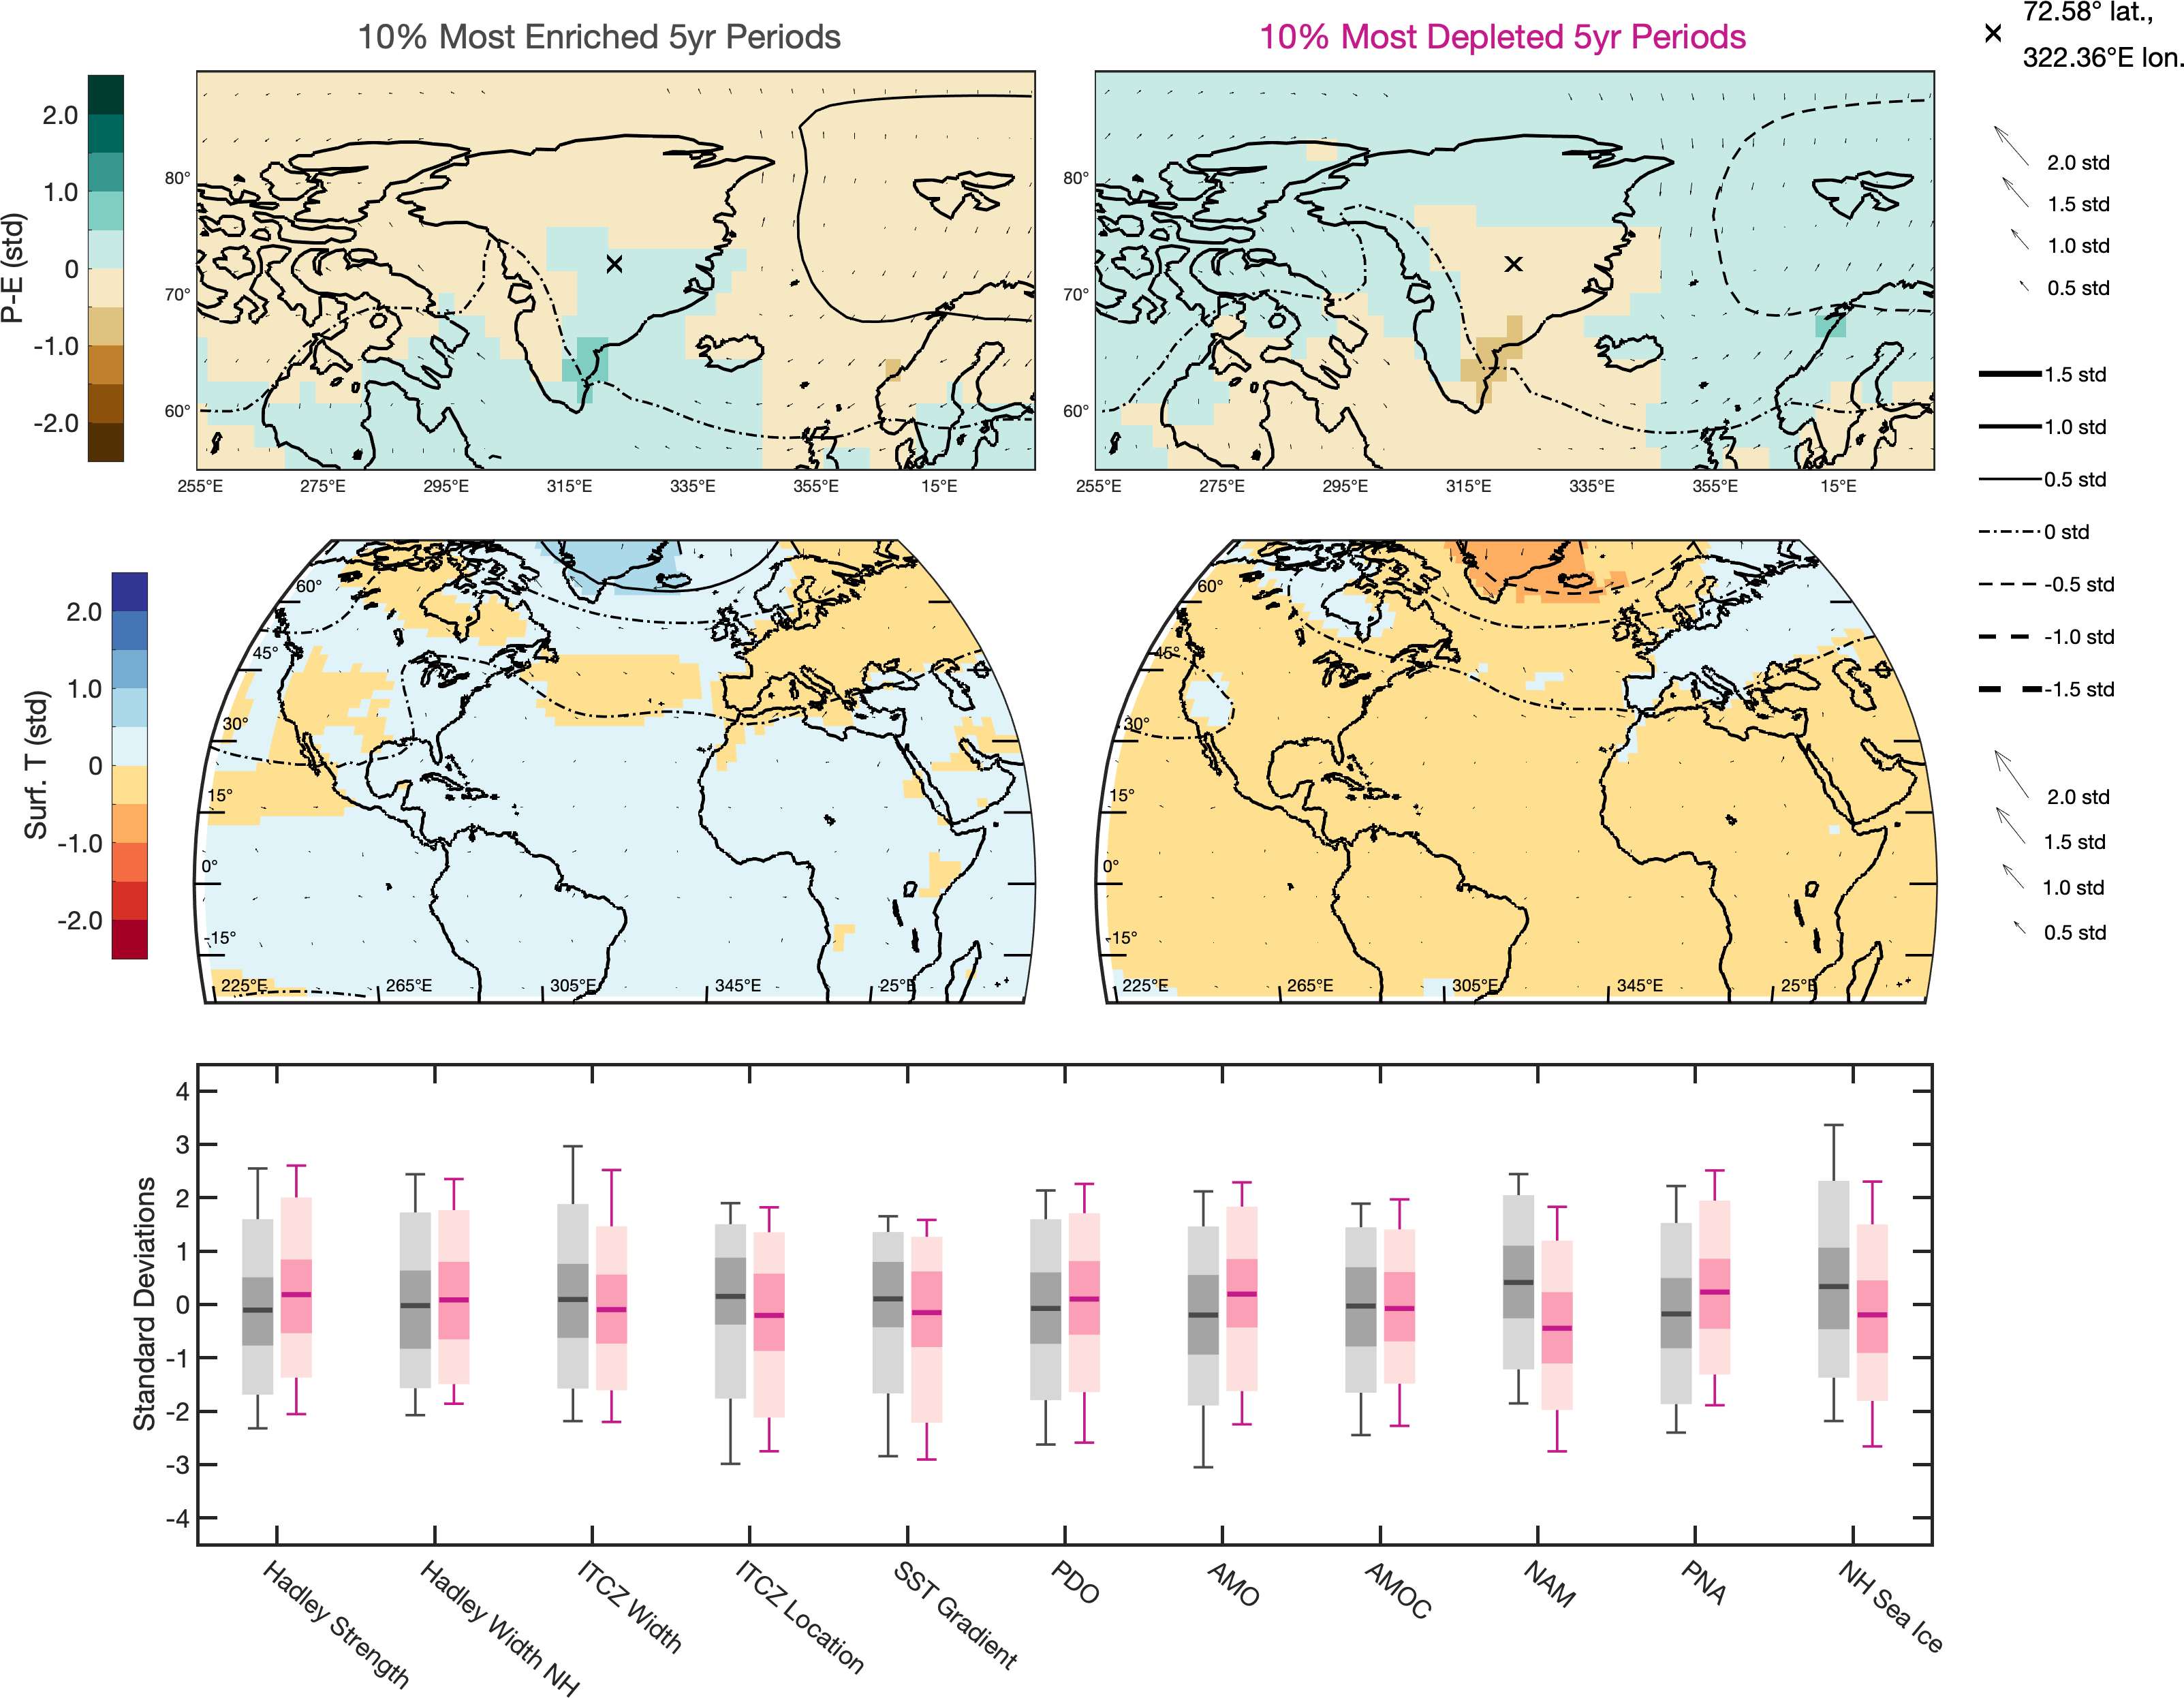 10% Most Enriched 5yr Periods
10% Most Depleted 5yr Periods
72.58° lat.,
322.36°E lon.
P-E (std)
2.0
1.0
0
-1.0
-2.0
80°
70°
60°
255°E 275°E 295°E 315°E 335°E 355°E 15°E
80°
70°
60°
255°E 275°E 295°E 315°E 335°E 355°E 15°E
2.0 std
1.5 std
1.0 std
0.5 std
1.5 std
1.0 std
0.5 std
0 std
-0.5 std
-1.0 std
-1.5 std
Surf. T (std)
2.0
1.0
0
-1.0
-2.0
60°
45°
30°
15°
0°
-15°
225°E 265°E 305°E 345°E 25°E
60°
45°
30°
15°
0°
-15°
225°E 265°E 305°E 345°E 25°E
2.0 std
1.5 std
1.0 std
0.5 std
Standard Deviations
4
3
2
1
0
-1
-2
-3
-4
Hadley Strength
Hadley Width NH
ITCZ Width
ITCZ Location
SST Gradient
PDO
AMO
AMOC
NAM
PNA
NH Sea Ice